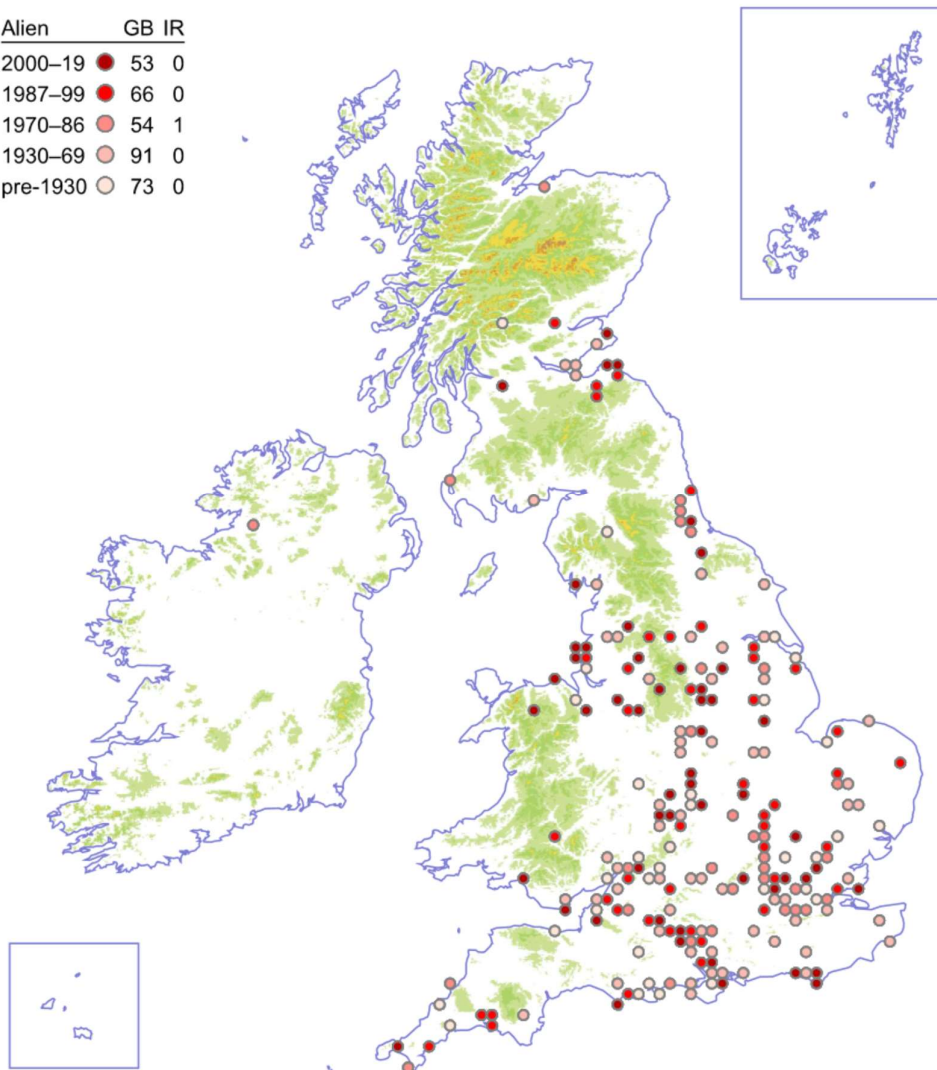 Alien GB IR
2000–19 53 0
1987–99 66 0
1970–86 54 1
1930–69 91 0
pre-1930 73 0